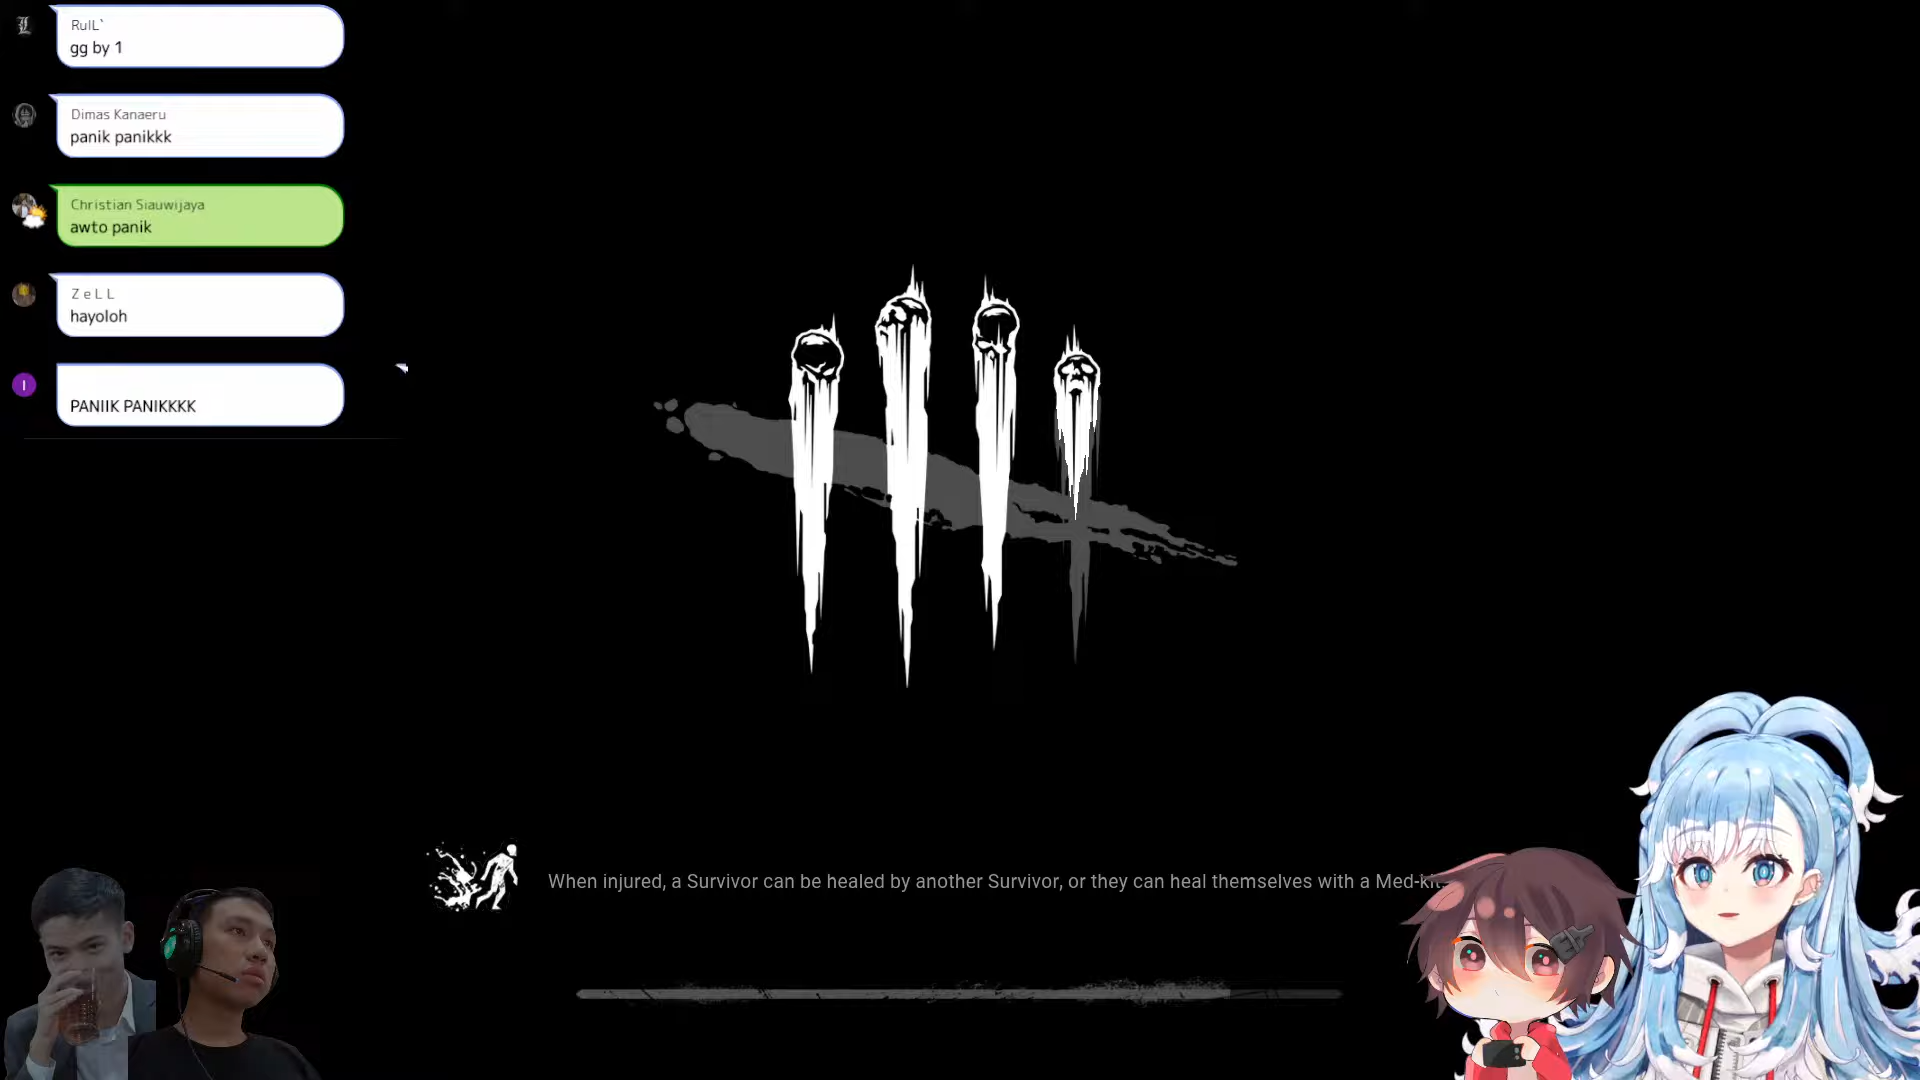 RulL`
gg by 1
Dimas Kanaeru
panik panikkk
Christian Siauwijaya
awto panik
Z e L L
hayoloh
I
PANIIK PANIKKKK
When injured, a Survivor can be healed by another Survivor, or they can heal themselves with a Med-kit.